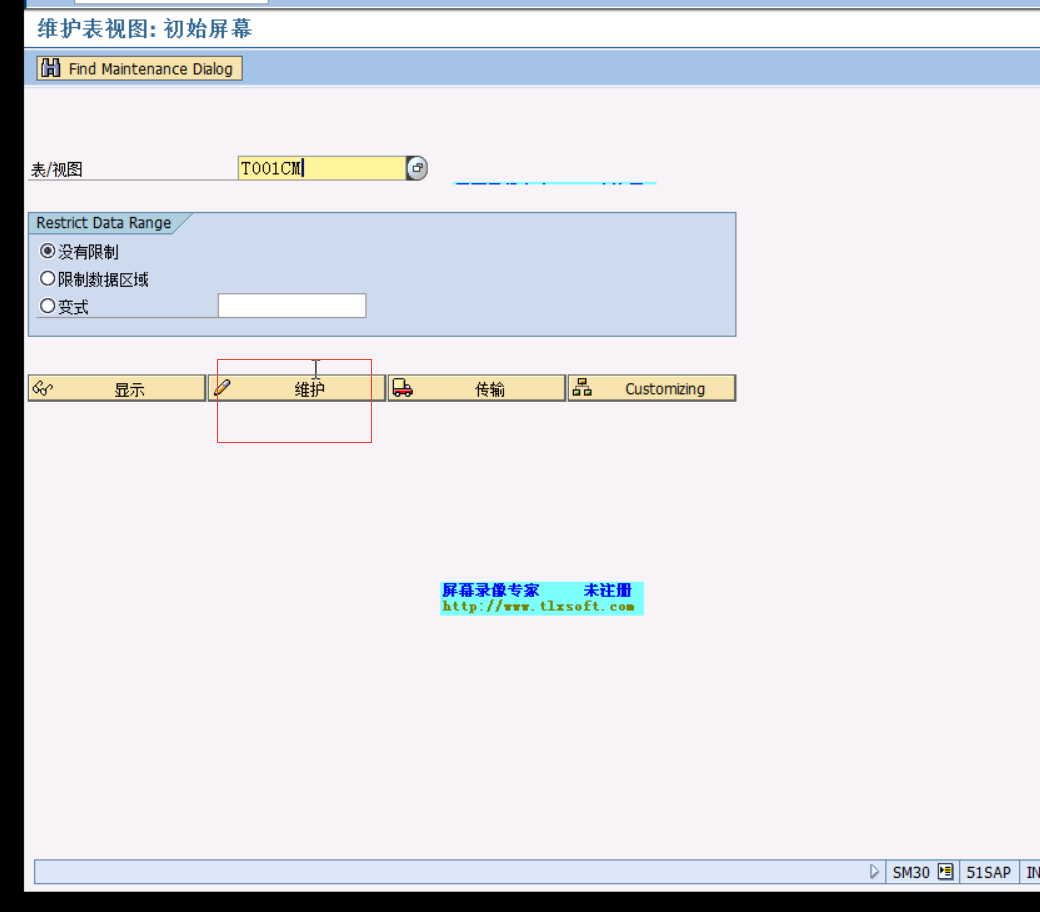 维护表视图: 初始屏幕
Find Maintenance Dialog
表/视图 T001CM
Restrict Data Range
没有限制
限制数据区域
变式
显示 维护 传输 Customizing
屏幕录像专家 未注册
http://www.tlxsoft.com
SM30 51SAP IN